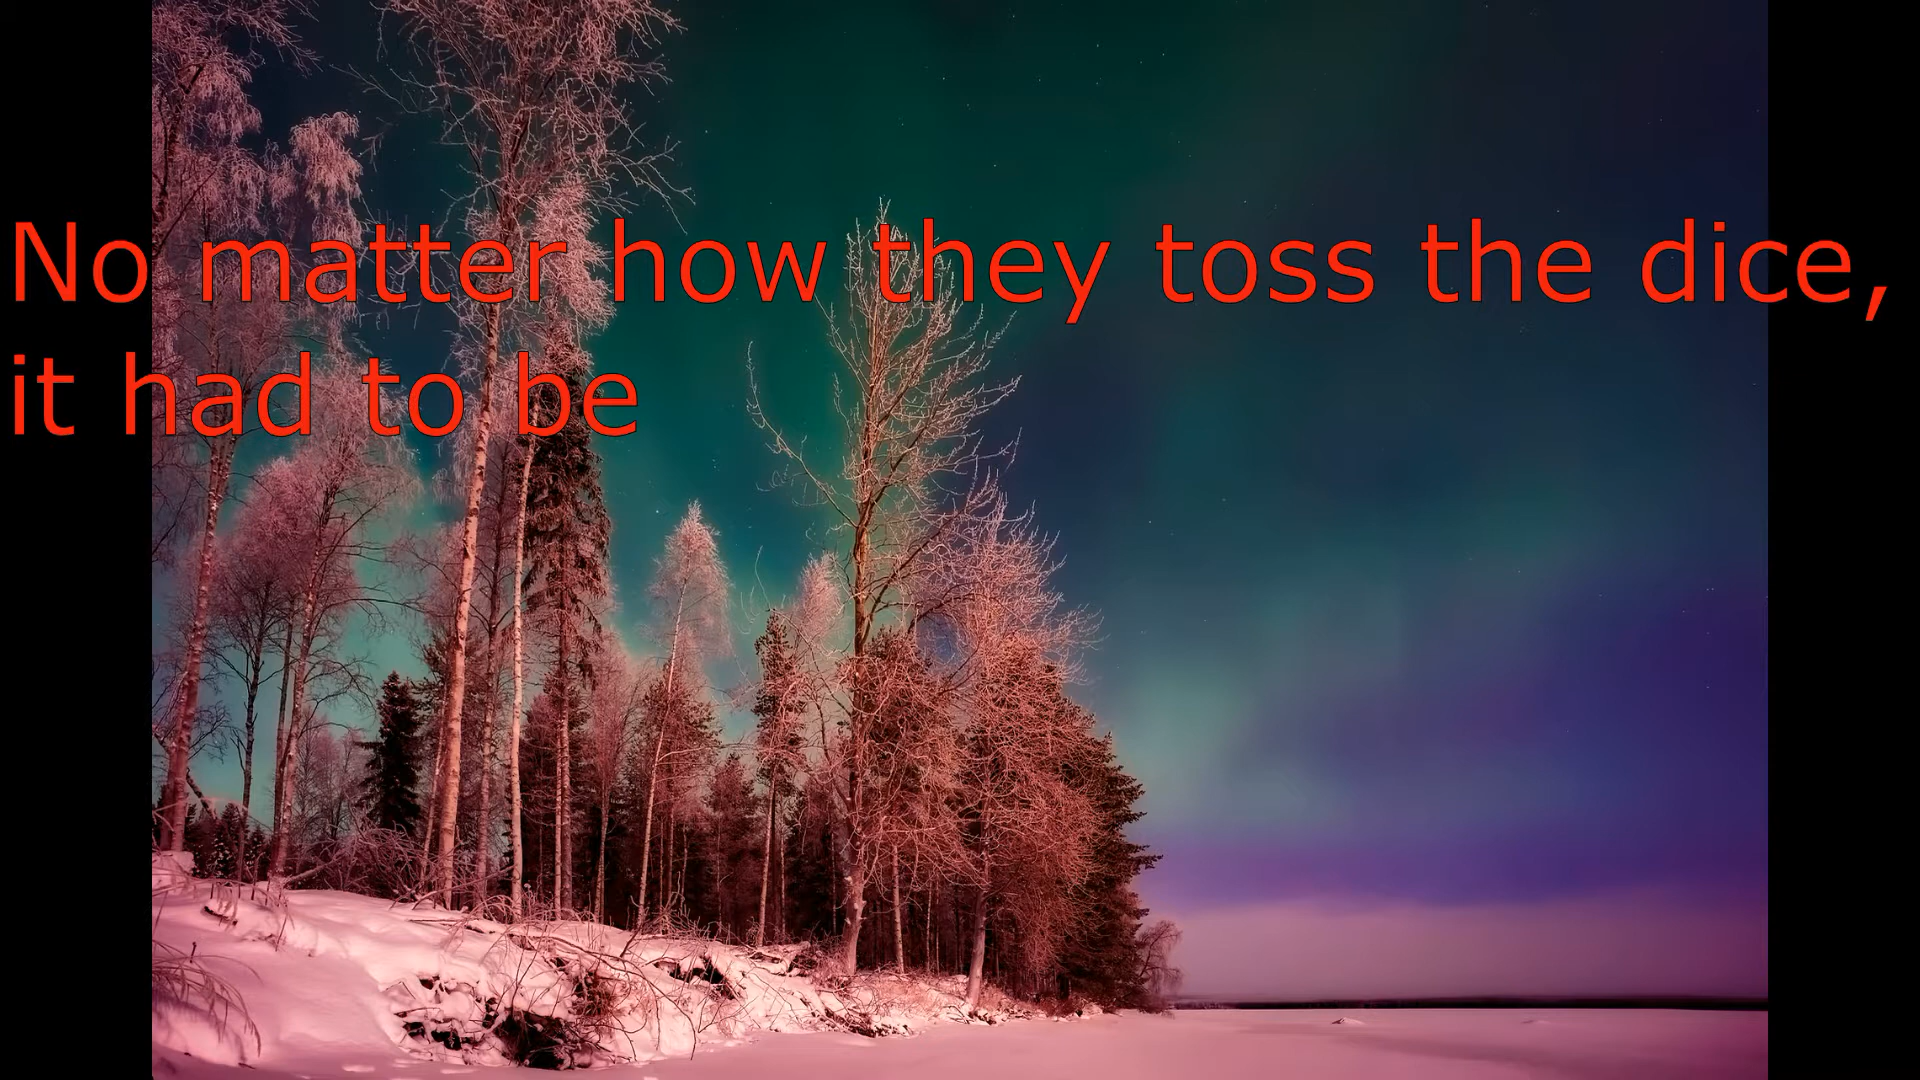 No matter how they toss the dice,
it had to be